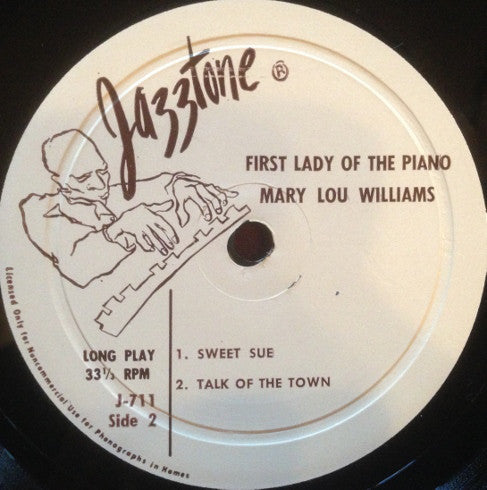 Jazztone ®
FIRST LADY OF THE PIANO
MARY LOU WILLIAMS
LONG PLAY
33⅓ RPM
J-711
Side 2
1. SWEET SUE
2. TALK OF THE TOWN
Licensed Only for Noncommercial Use for Phonographs in Homes